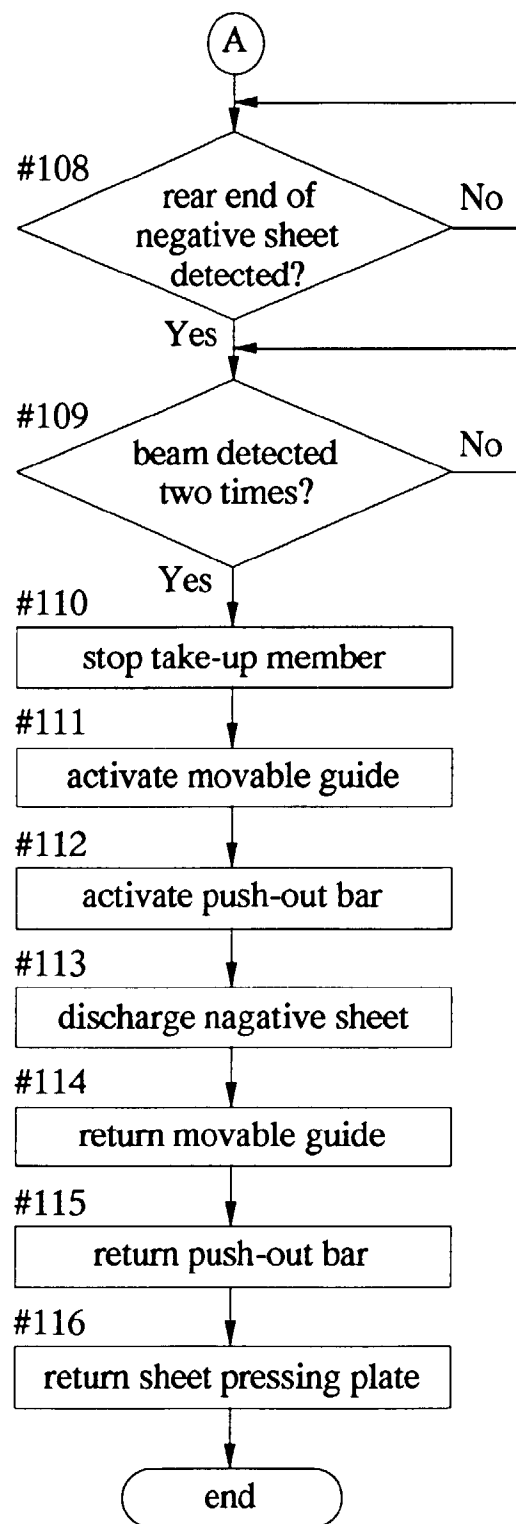 A
#108
rear end of
negative sheet
detected?
No
Yes
#109
beam detected
two times?
No
Yes
#110
stop take-up member
#111
activate movable guide
#112
activate push-out bar
#113
discharge nagative sheet
#114
return movable guide
#115
return push-out bar
#116
return sheet pressing plate
end